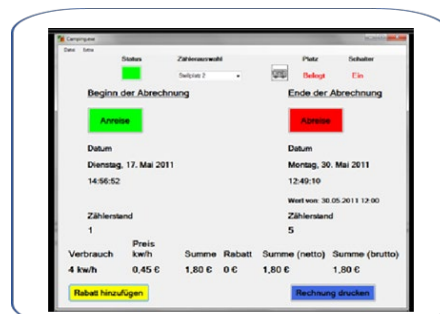 Campingplatz
Datei Extra
Status Zählerauswahl Platz Schalter
Stellplatz 2 Belegt Ein
Beginn der Abrechnung Ende der Abrechnung
Anreise Abreise
Datum Datum
Dienstag, 17. Mai 2011 Montag, 30. Mai 2011
14:56:52 12:49:10
Wert von: 30.05.2011 12:00
Zählerstand Zählerstand
1 5
Preis
Verbrauch kw/h Summe Rabatt Summe (netto) Summe (brutto)
4 kw/h 0,45 € 1,80 € 0 € 1,80 € 1,80 €
Rabatt hinzufügen Rechnung drucken